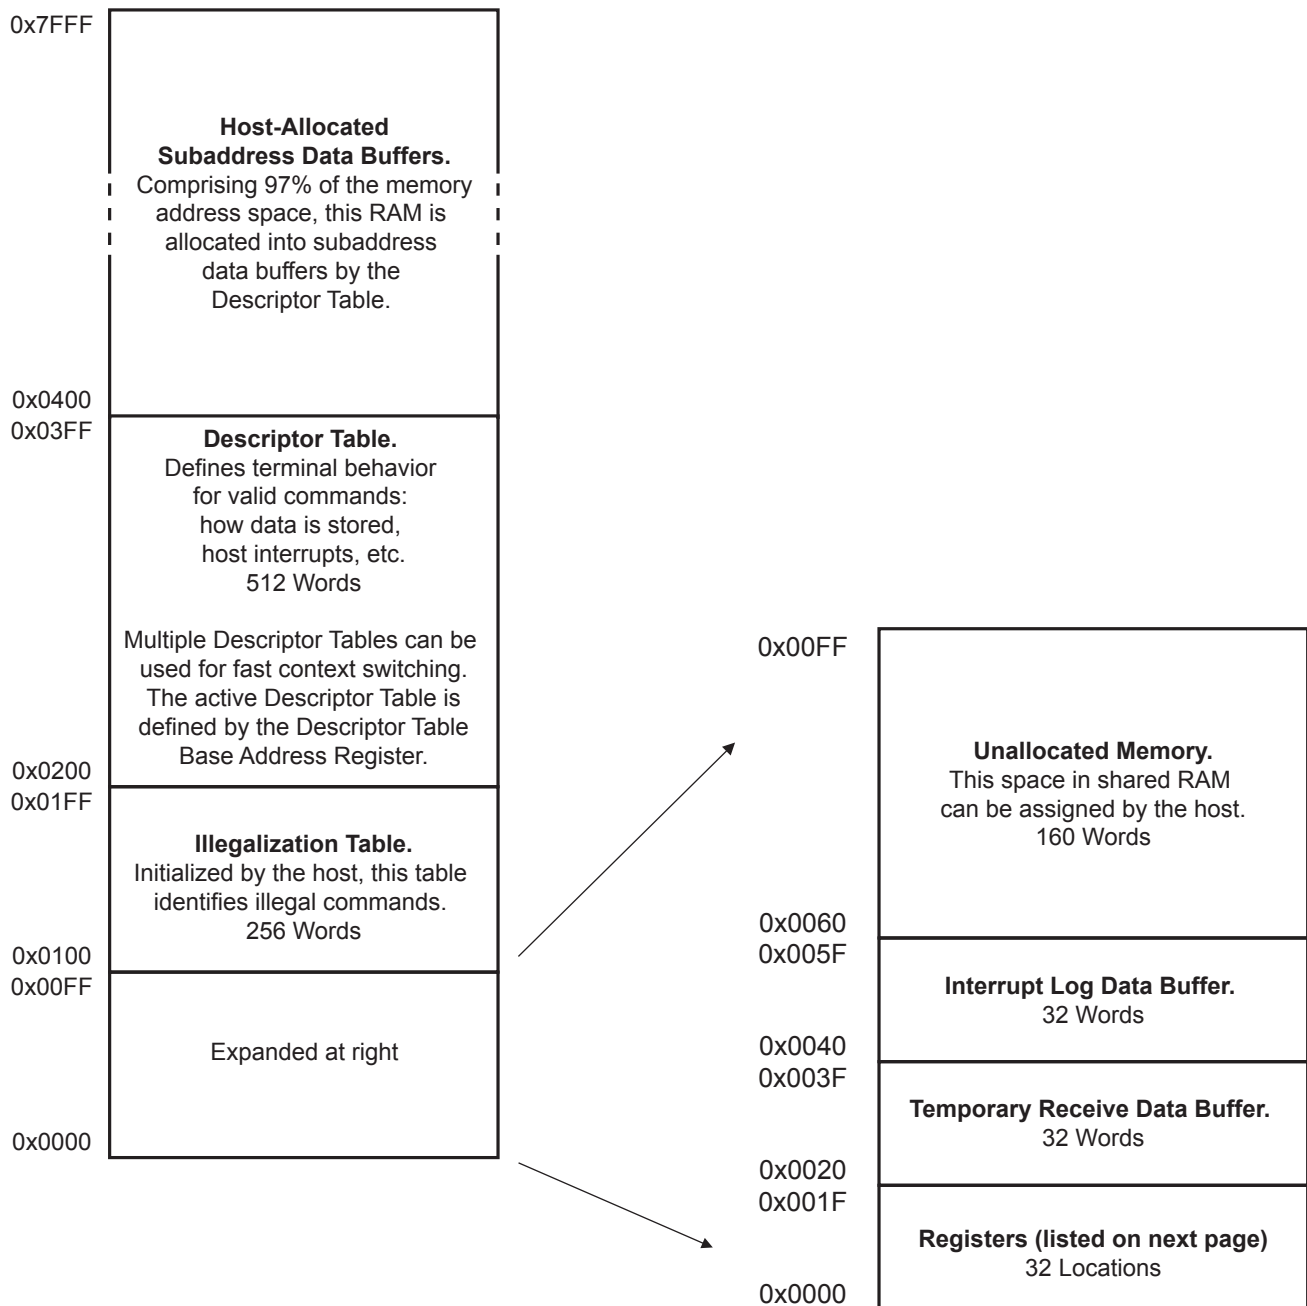 0x7FFF
Host-Allocated
Subaddress Data Buffers.
Comprising 97% of the memory
address space, this RAM is
allocated into subaddress
data buffers by the
Descriptor Table.
0x0400
0x03FF
Descriptor Table.
Defines terminal behavior
for valid commands:
how data is stored,
host interrupts, etc.
512 Words
Multiple Descriptor Tables can be
used for fast context switching.
The active Descriptor Table is
defined by the Descriptor Table
Base Address Register.
0x0200
0x01FF
Illegalization Table.
Initialized by the host, this table
identifies illegal commands.
256 Words
0x0100
0x00FF
Expanded at right
0x0000
0x00FF
Unallocated Memory.
This space in shared RAM
can be assigned by the host.
160 Words
0x0060
0x005F
Interrupt Log Data Buffer.
32 Words
0x0040
0x003F
Temporary Receive Data Buffer.
32 Words
0x0020
0x001F
Registers (listed on next page)
32 Locations
0x0000